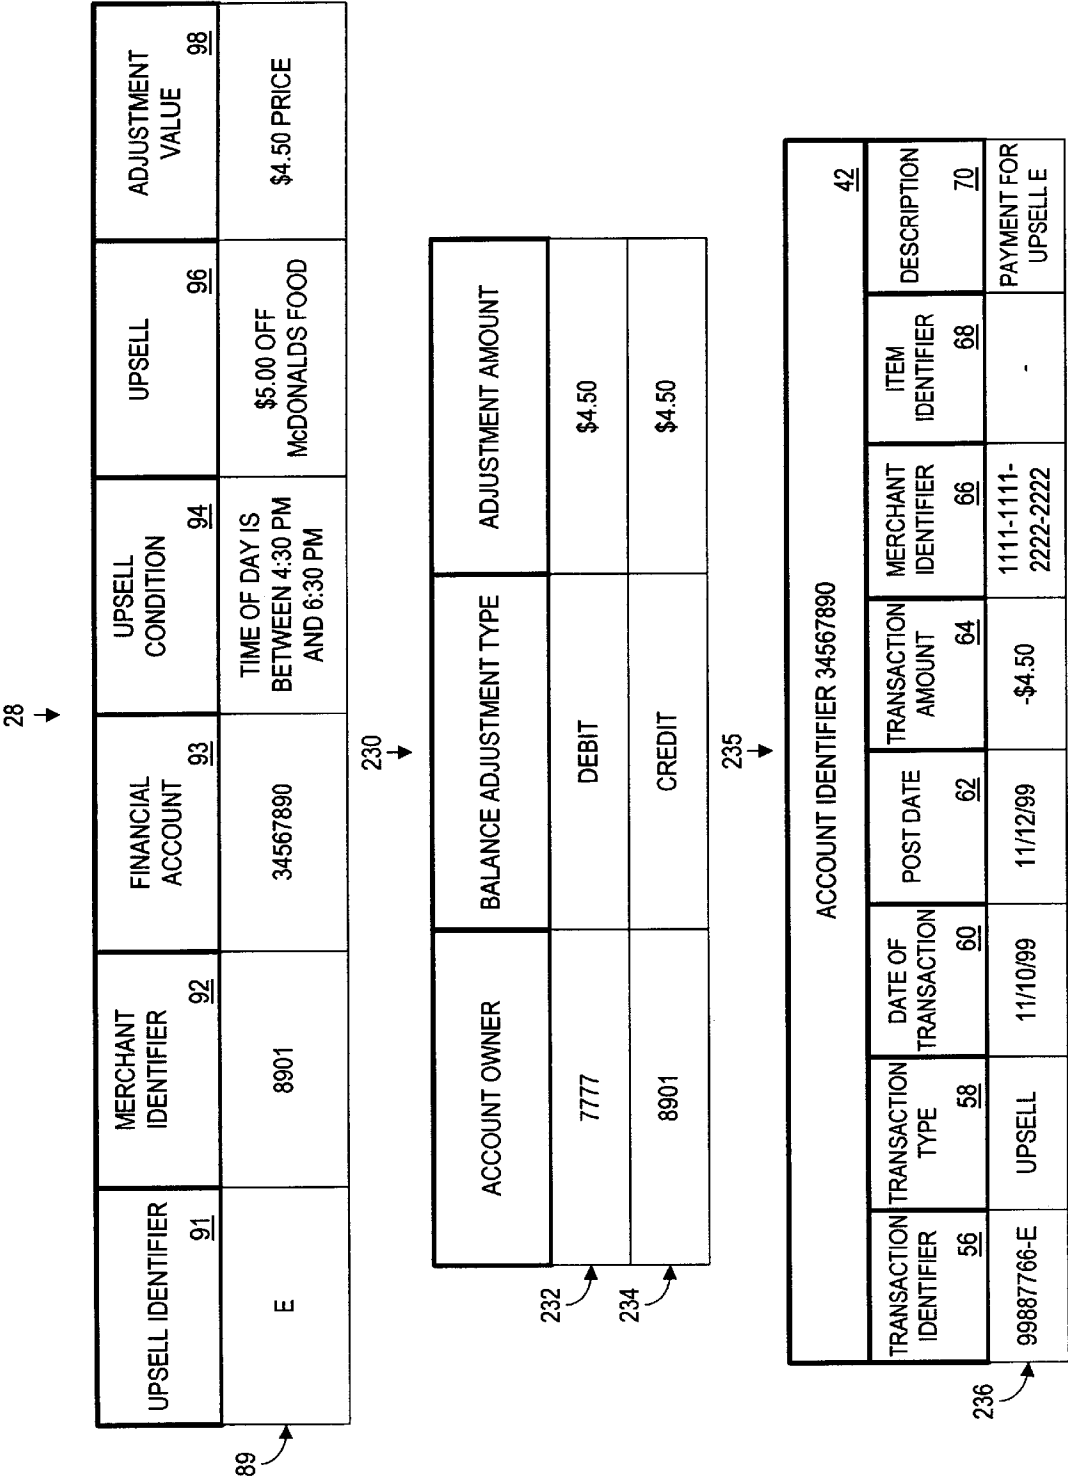 28
UPSELL IDENTIFIER 91
MERCHANT IDENTIFIER 92
FINANCIAL ACCOUNT 93
UPSELL CONDITION 94
UPSELL 96
ADJUSTMENT VALUE 98
89
E
8901
34567890
TIME OF DAY IS
BETWEEN 4:30 PM
AND 6:30 PM
$5.00 OFF
McDONALDS FOOD
$4.50 PRICE
230
ACCOUNT OWNER
BALANCE ADJUSTMENT TYPE
ADJUSTMENT AMOUNT
232
7777
DEBIT
$4.50
234
8901
CREDIT
$4.50
235
ACCOUNT IDENTIFIER 34567890 42
TRANSACTION IDENTIFIER 56
TRANSACTION TYPE 58
DATE OF TRANSACTION 60
POST DATE 62
TRANSACTION AMOUNT 64
MERCHANT IDENTIFIER 66
ITEM IDENTIFIER 68
DESCRIPTION 70
236
99887766-E
UPSELL
11/10/99
11/12/99
-$4.50
1111-1111-
2222-2222
-
PAYMENT FOR
UPSELL E